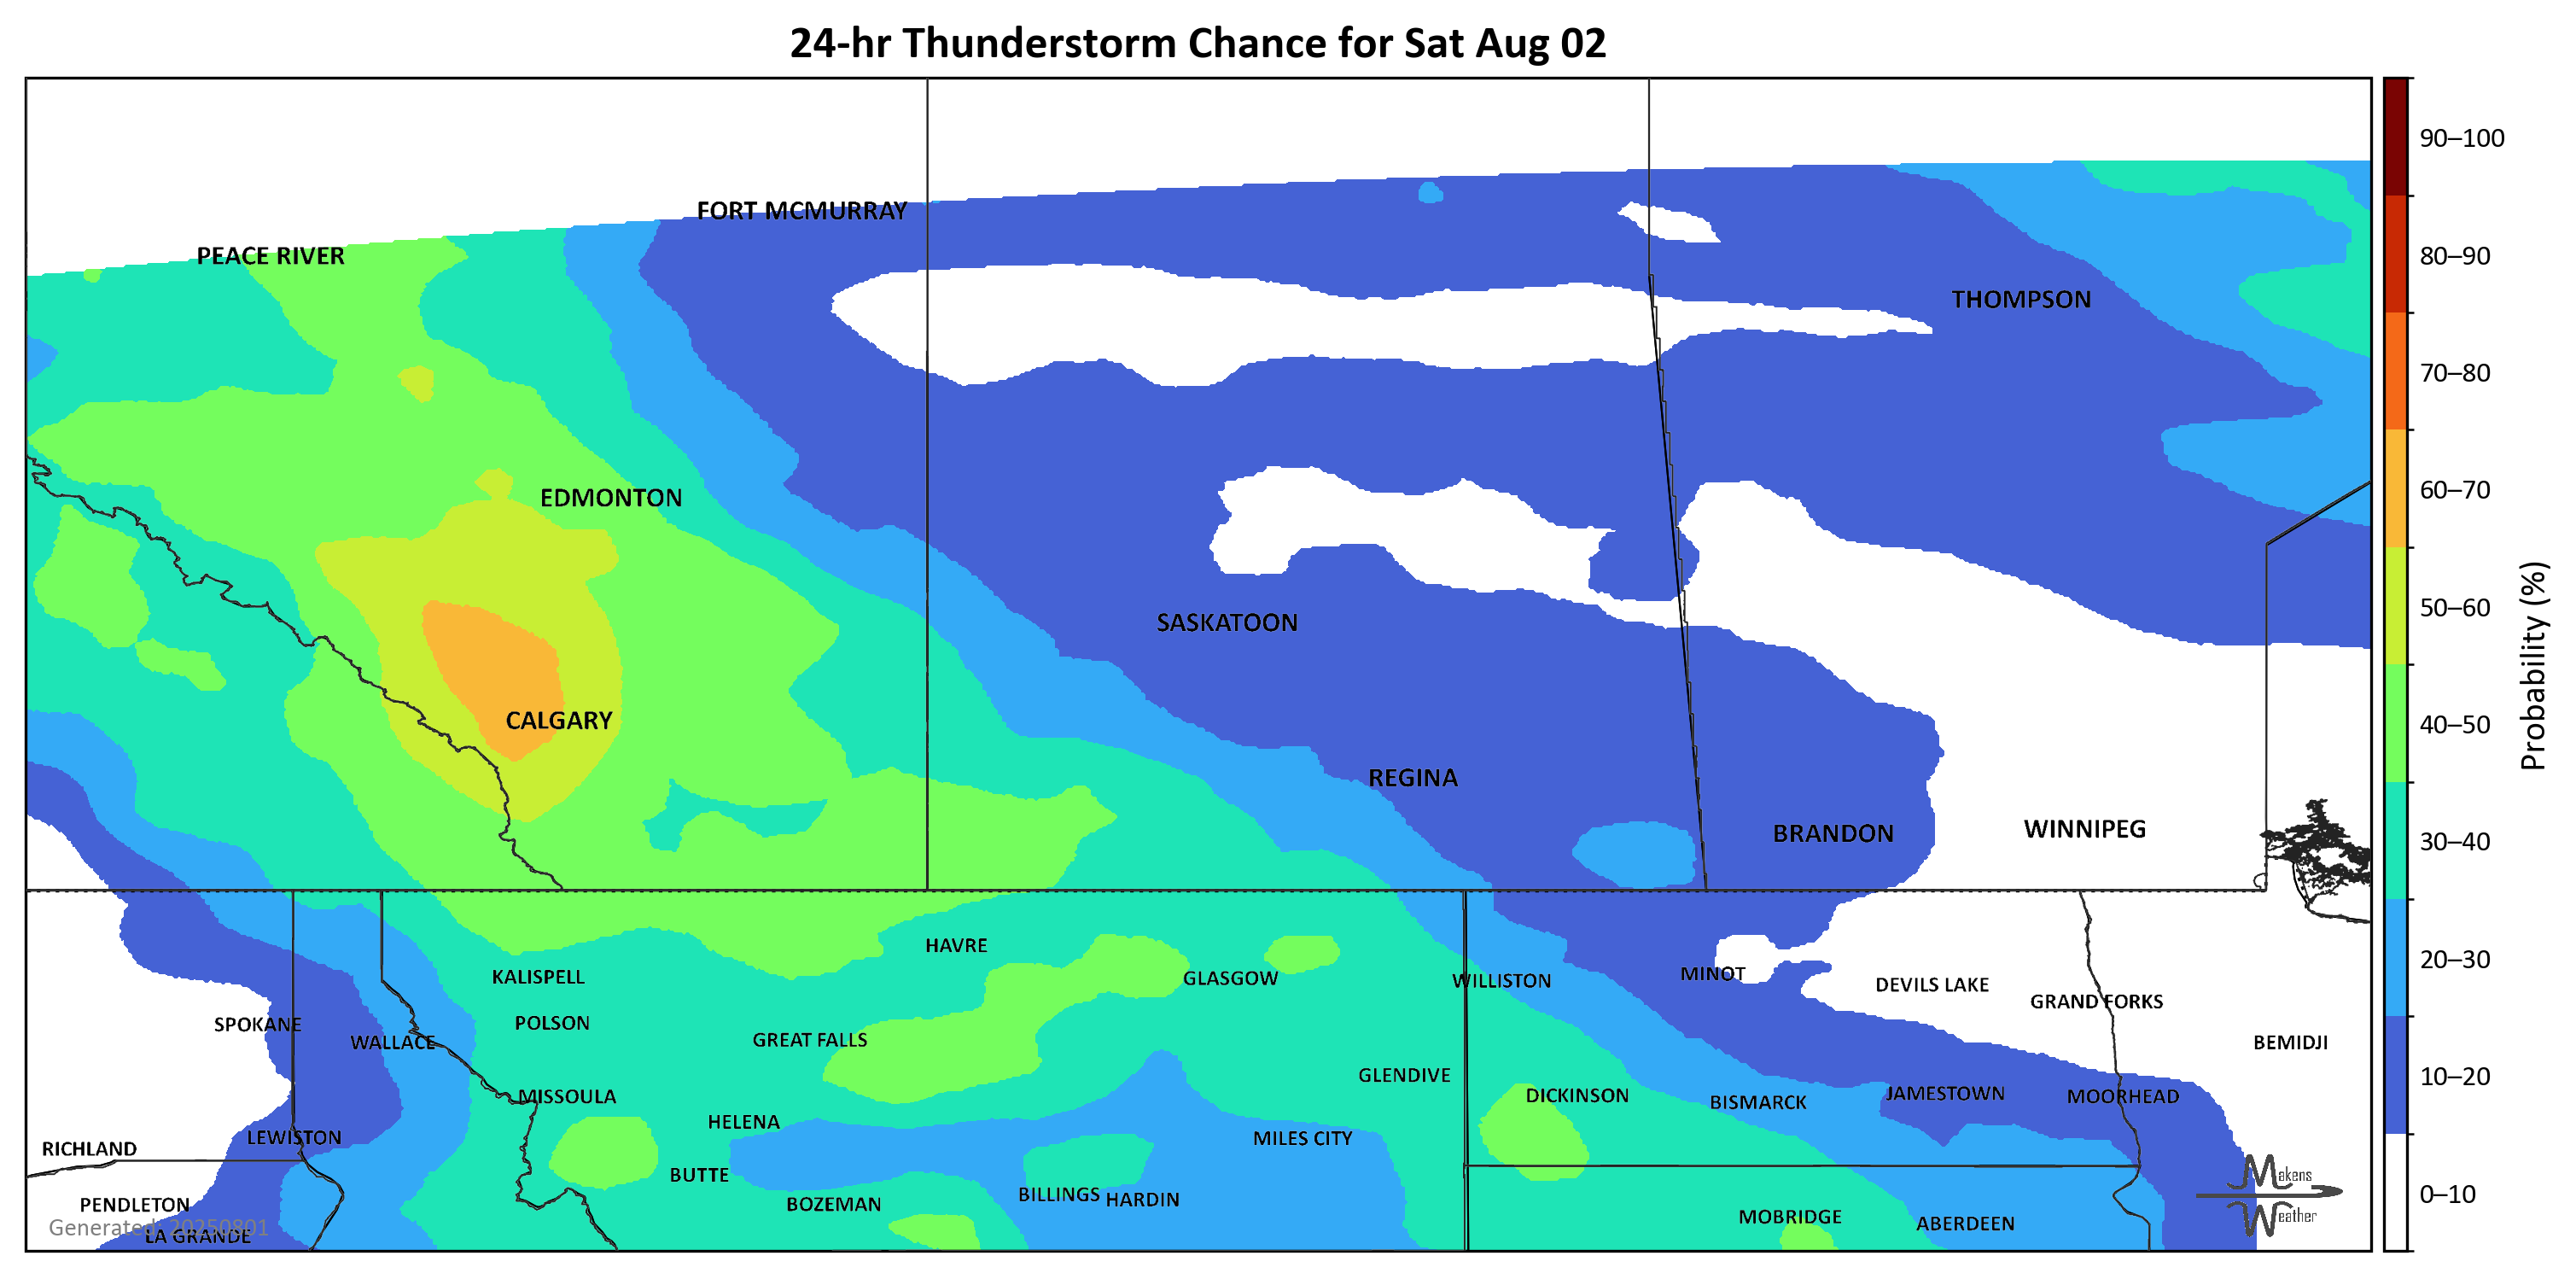 24-hr Thunderstorm Chance for Sat Aug 02
90–100
FORT MCMURRAY
PEACE RIVER
80–90
THOMPSON
70–80
EDMONTON
60–70
50–60
SASKATOON
CALGARY
40–50
Probability (%)
REGINA
BRANDON
WINNIPEG
30–40
HAVRE
KALISPELL
GLASGOW
WILLISTON
MINOT
DEVILS LAKE
20–30
GRAND FORKS
SPOKANE
POLSON
WALLACE
GREAT FALLS
BEMIDJI
GLENDIVE
10–20
MISSOULA
DICKINSON
BISMARCK
JAMESTOWN
MOORHEAD
HELENA
LEWISTON
MILES CITY
RICHLAND
BUTTE
Makens
BILLINGS
HARDIN
0–10
PENDLETON
BOZEMAN
MOBRIDGE
ABERDEEN
Weather
Generated: 20250801
LA GRANDE